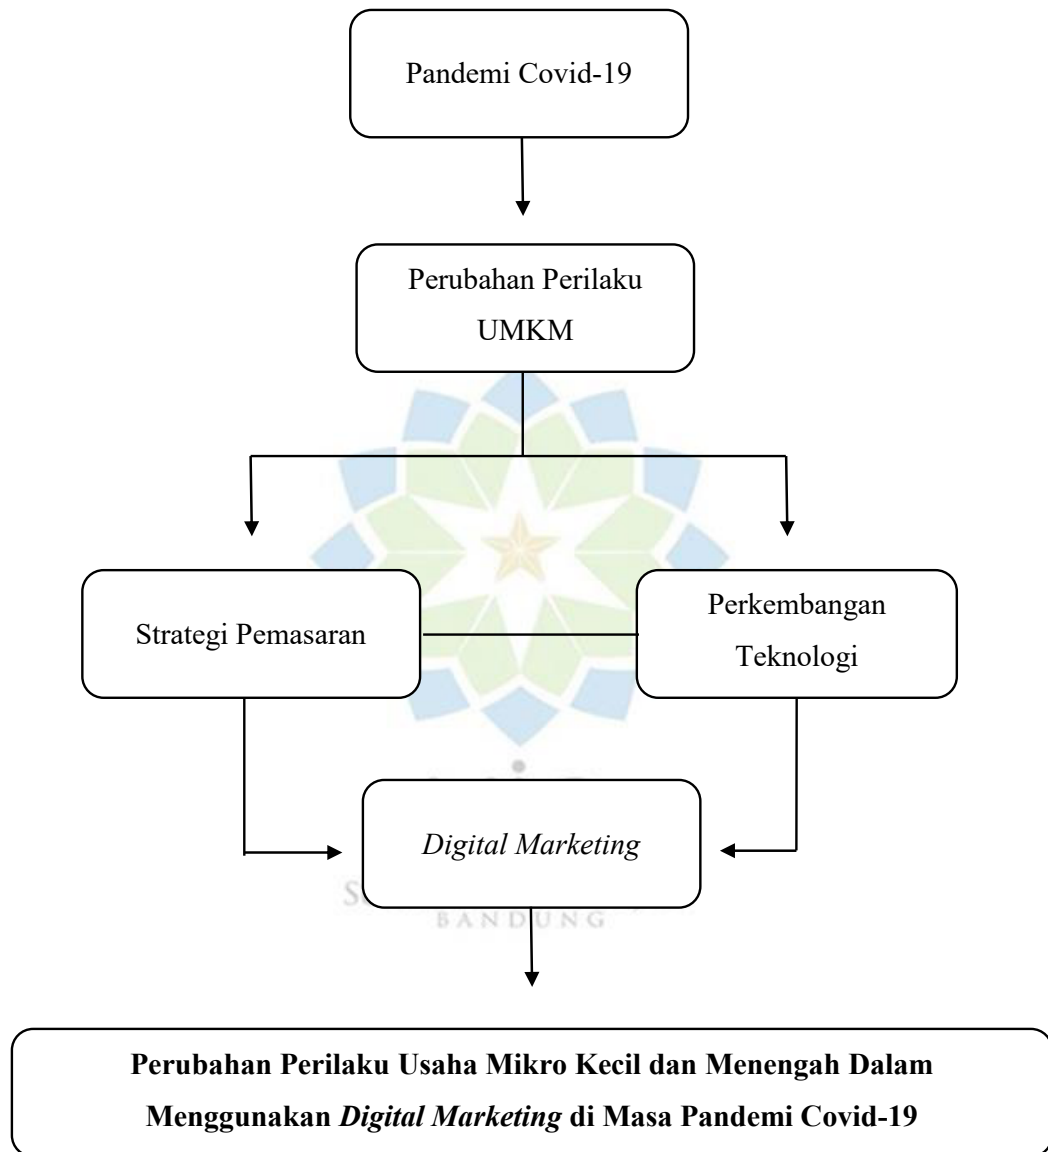 Pandemi Covid-19
Perubahan Perilaku
UMKM
Strategi Pemasaran
Perkembangan
Teknologi
Digital Marketing
BANDUNG
Perubahan Perilaku Usaha Mikro Kecil dan Menengah Dalam
Menggunakan Digital Marketing di Masa Pandemi Covid-19